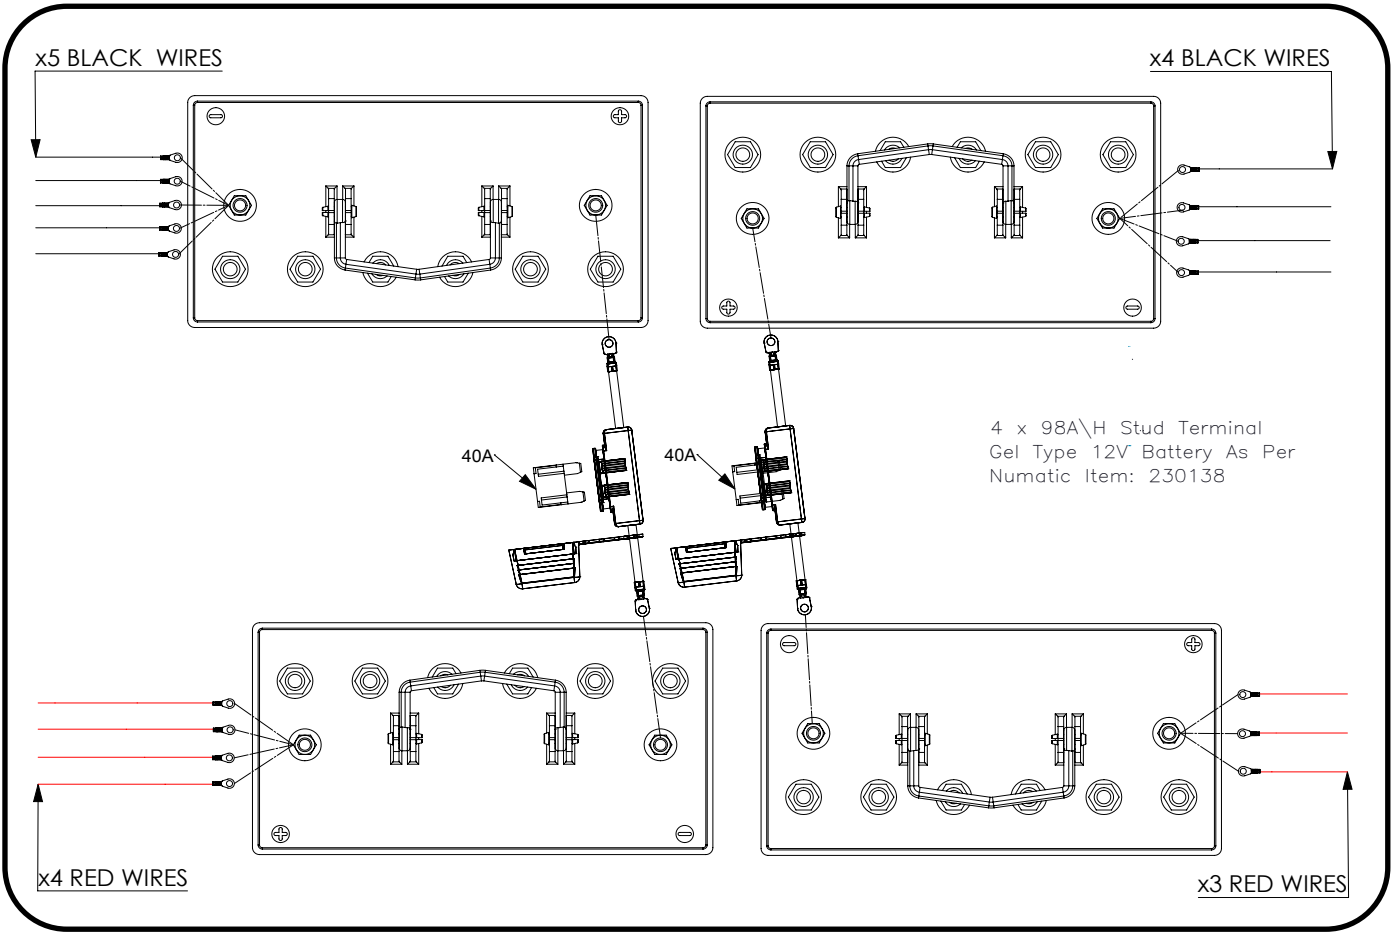 x5 BLACK WIRES
x4 BLACK WIRES
40A
40A
4 x 98A\H Stud Terminal
Gel Type 12V Battery As Per
Numatic Item: 230138
x4 RED WIRES
x3 RED WIRES